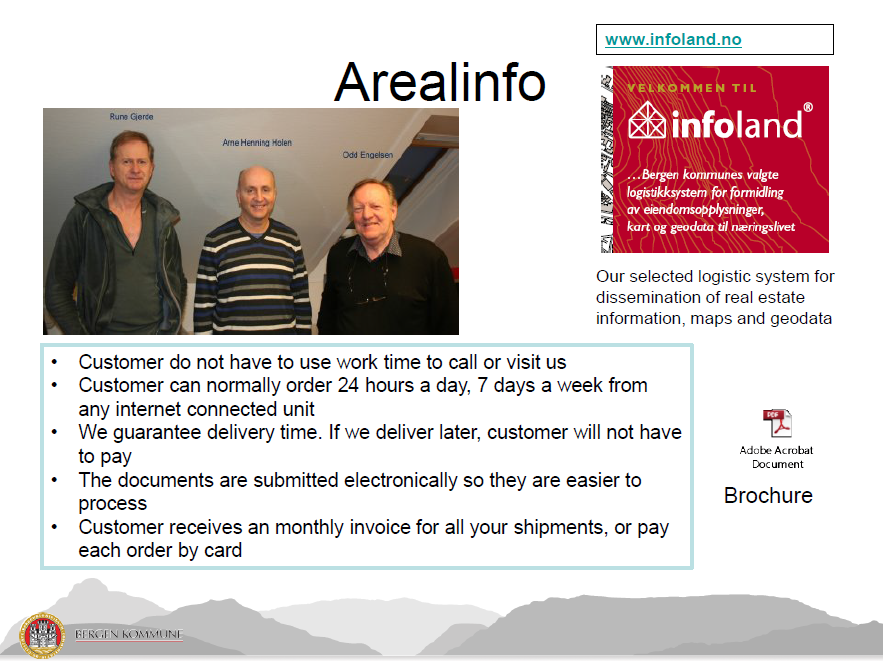 www.infoland.no
Arealinfo
Rune Gjerde
Arne Henning Holen
Odd Engelsen
VELKOMMEN TIL
infoland®
...Bergen kommunes valgte
logistikksystem for formidling
av eiendomsopplysninger,
kart og geodata til næringslivet
Our selected logistic system for
dissemination of real estate
information, maps and geodata
• Customer do not have to use work time to call or visit us
• Customer can normally order 24 hours a day, 7 days a week from
any internet connected unit
• We guarantee delivery time. If we deliver later, customer will not have
to pay
• The documents are submitted electronically so they are easier to
process
• Customer receives an monthly invoice for all your shipments, or pay
each order by card
PDF
Adobe Acrobat
Document
Brochure
BERGEN KOMMUNE